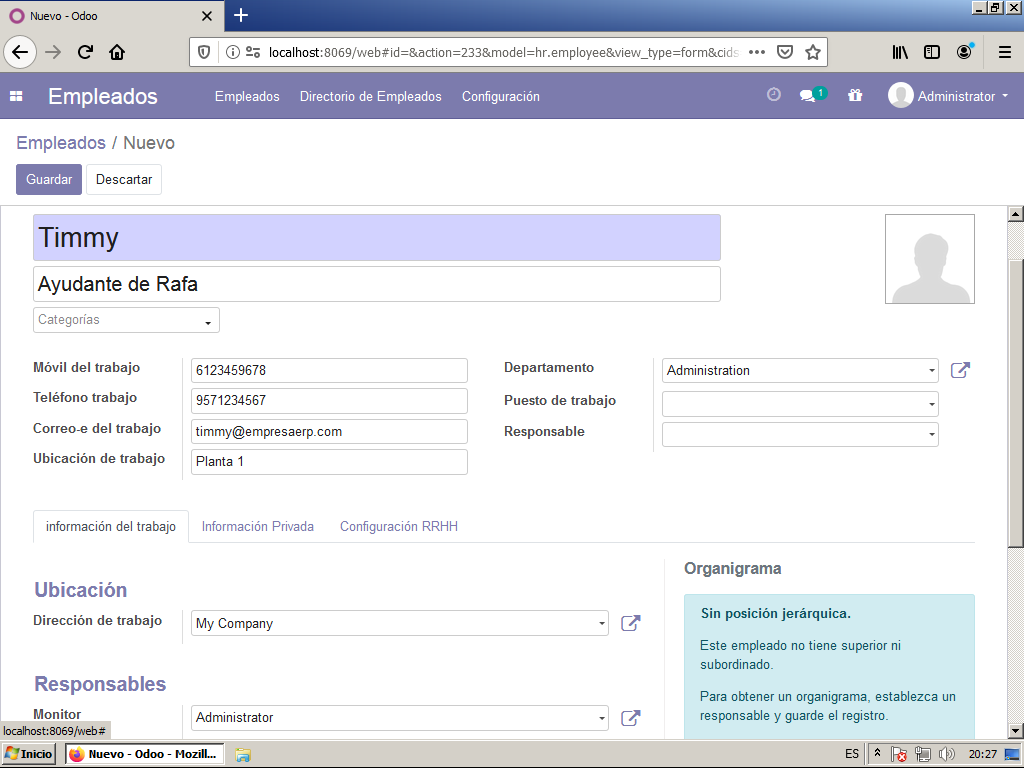 Nuevo - Odoo
localhost:8069/web#id=&action=233&model=hr.employee&view_type=form&cids
Empleados
Empleados
Directorio de Empleados
Configuración
1
Administrator
Empleados / Nuevo
Guardar
Descartar
Timmy
Ayudante de Rafa
Categorías
Móvil del trabajo
6123459678
Departamento
Administration
Teléfono trabajo
9571234567
Puesto de trabajo
Correo-e del trabajo
timmy@empresaerp.com
Responsable
Ubicación de trabajo
Planta 1
información del trabajo
Información Privada
Configuración RRHH
Ubicación
Dirección de trabajo
My Company
Responsables
Monitor
Administrator
Organigrama
Sin posición jerárquica.
Este empleado no tiene superior ni
subordinado.
Para obtener un organigrama, establezca un
responsable y guarde el registro.
localhost:8069/web#
Inicio
Nuevo - Odoo - Mozill...
ES
20:27